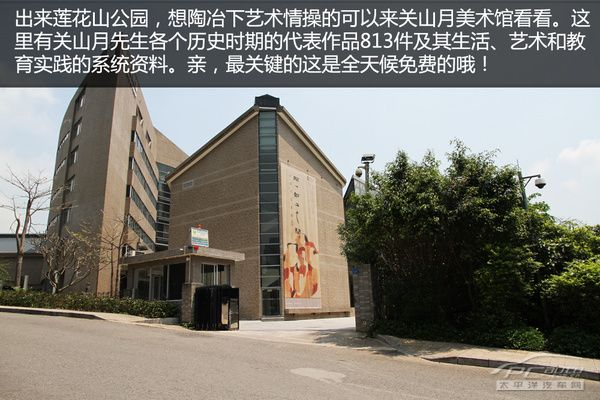 出来莲花山公园，想陶冶下艺术情操的可以来关山月美术馆看看。这
里有关山月先生各个历史时期的代表作品813件及其生活、艺术和教
育实践的系统资料。亲，最关键的这是全天候免费的哦！
太平洋汽车网